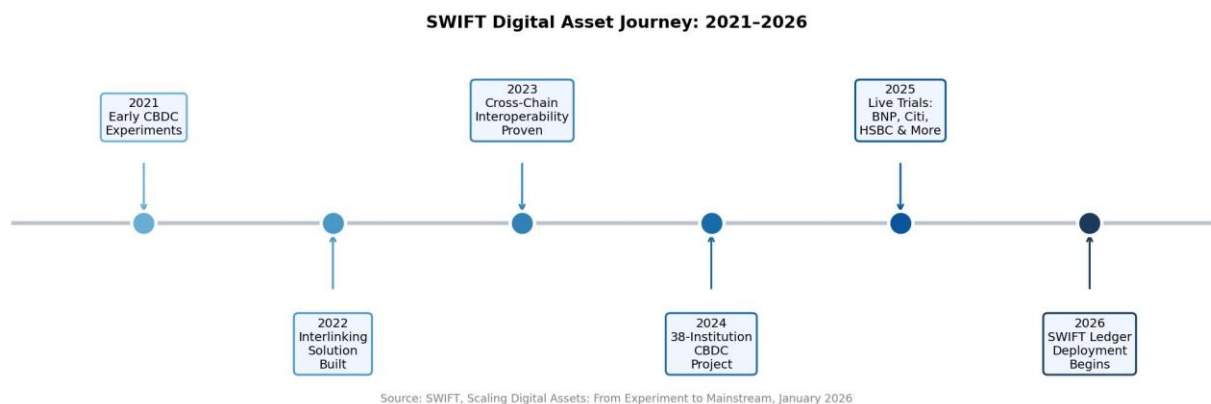 SWIFT Digital Asset Journey: 2021–2026
2021
Early CBDC
Experiments
2022
Interlinking
Solution
Built
2023
Cross-Chain
Interoperability
Proven
2024
38-Institution
CBDC
Project
2025
Live Trials:
BNP, Citi,
HSBC & More
2026
SWIFT Ledger
Deployment
Begins
Source: SWIFT, Scaling Digital Assets: From Experiment to Mainstream, January 2026